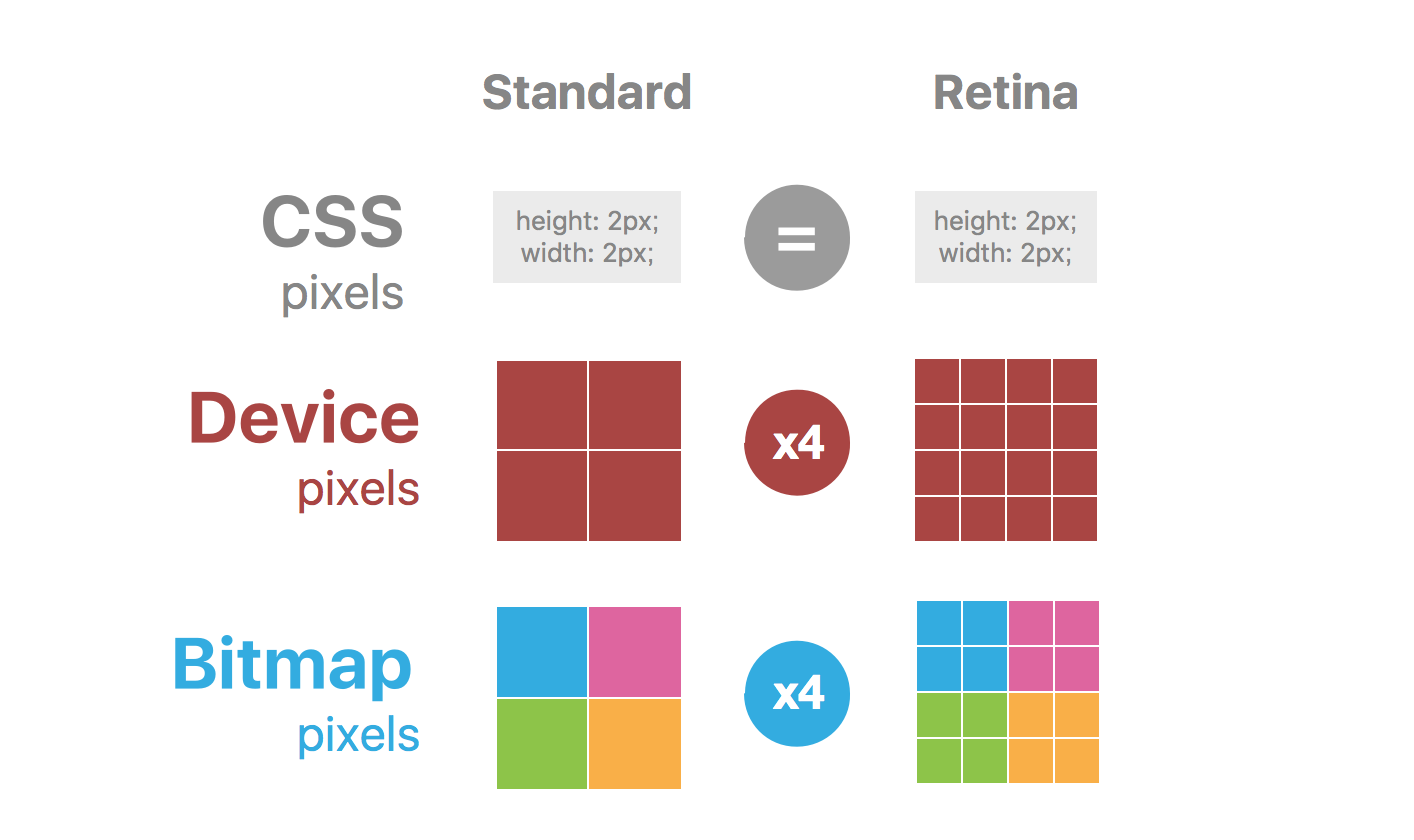 Standard
Retina
CSS
pixels
height: 2px;
width: 2px;
=
height: 2px;
width: 2px;
Device
pixels
x4
Bitmap
pixels
x4